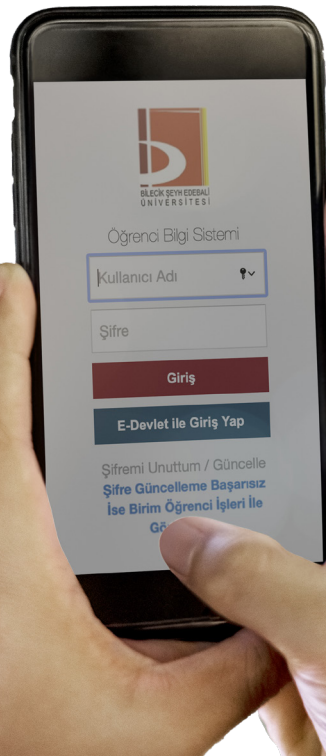 BİLECİK ŞEYH EDEBALİ
ÜNİVERSİTESİ
Öğrenci Bilgi Sistemi
Kullanıcı Adı
Şifre
Giriş
E-Devlet ile Giriş Yap
Şifremi Unuttum / Güncelle
Şifre Güncelleme Başarısız
İse Birim Öğrenci İşleri İle